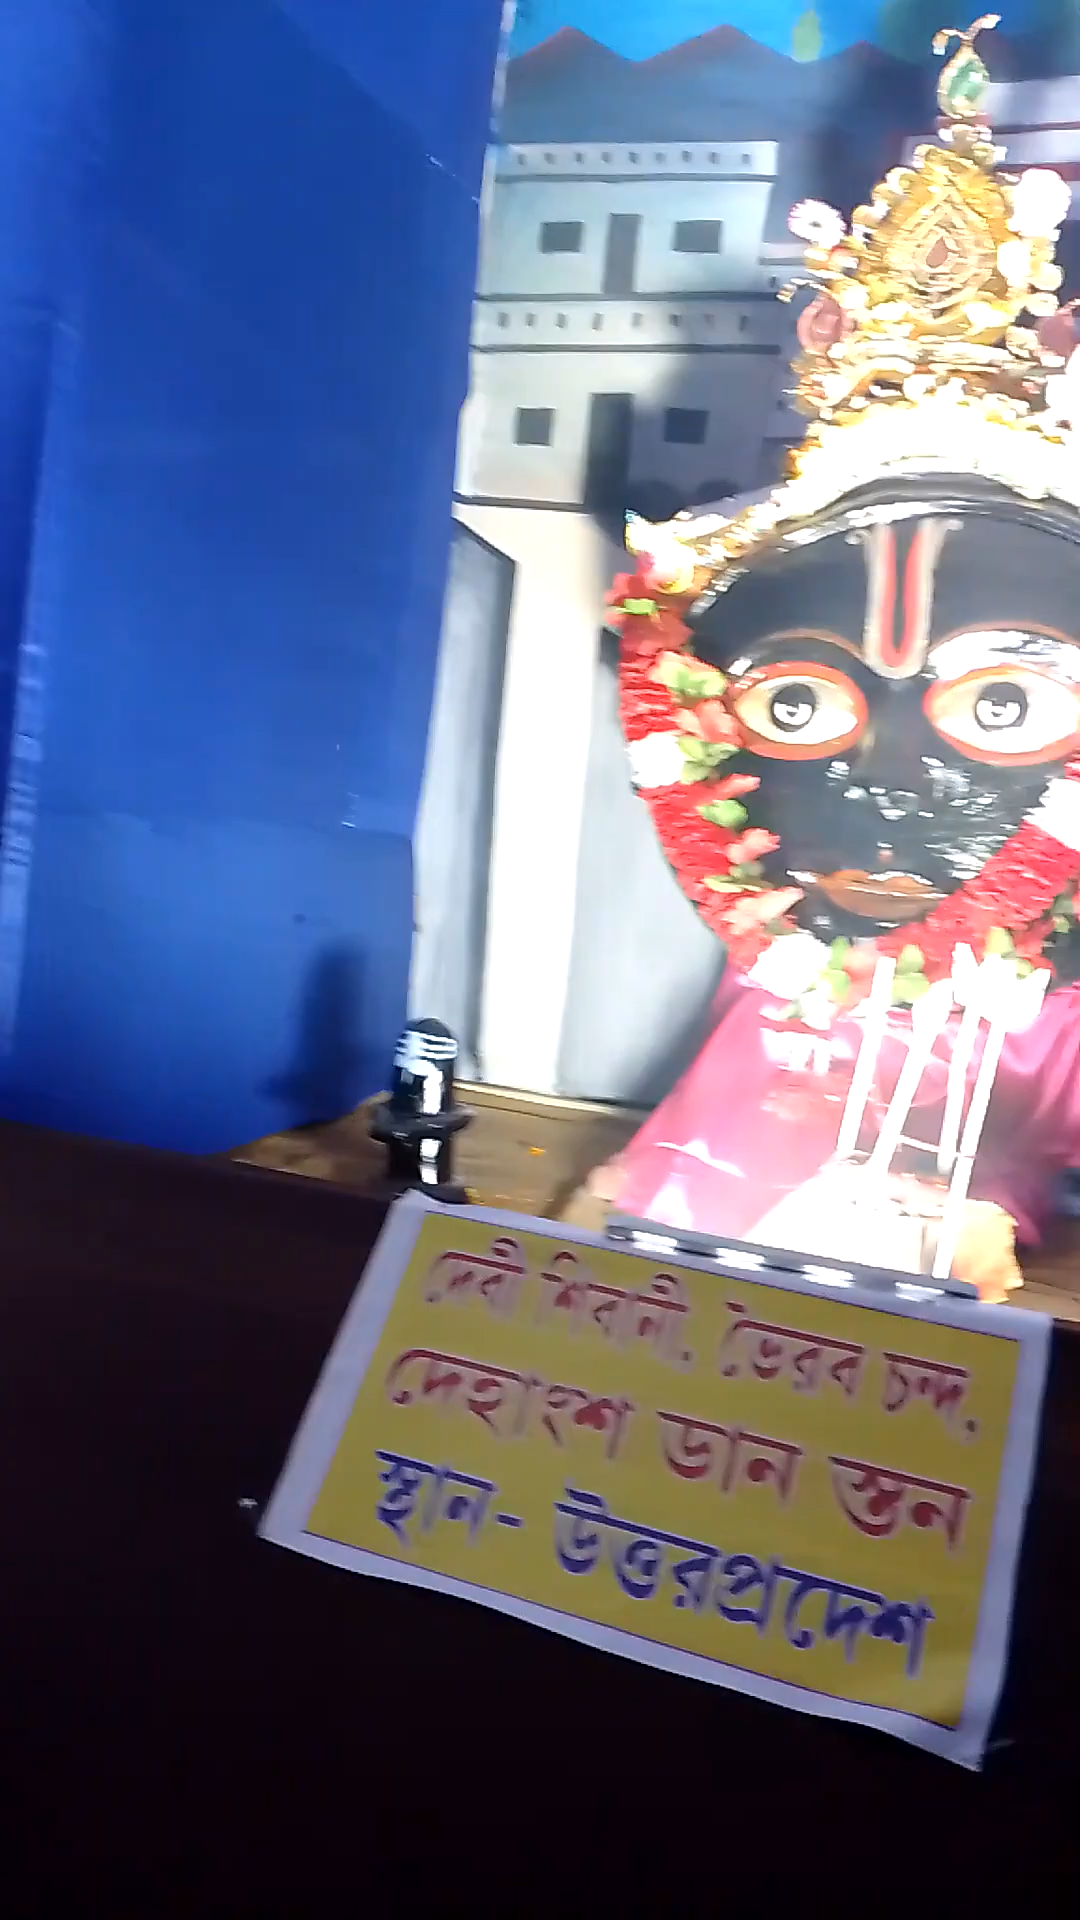 দেবী শিবানী, ভৈরব চন্দ,
দেহাংশ ডান স্তন
স্থান- উত্তরপ্রদেশ